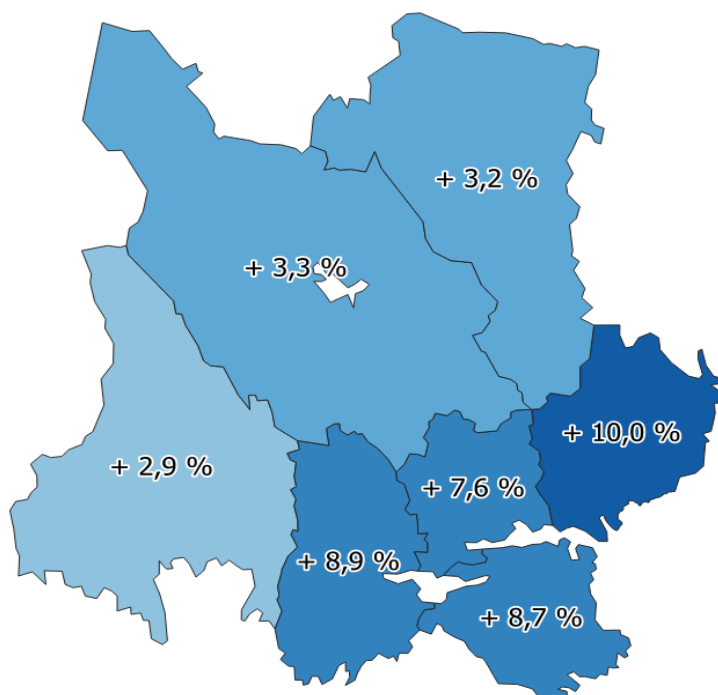 + 3,2 %
+ 3,3 %
+ 10,0 %
+ 2,9 %
+ 7,6 %
+ 8,9 %
+ 8,7 %